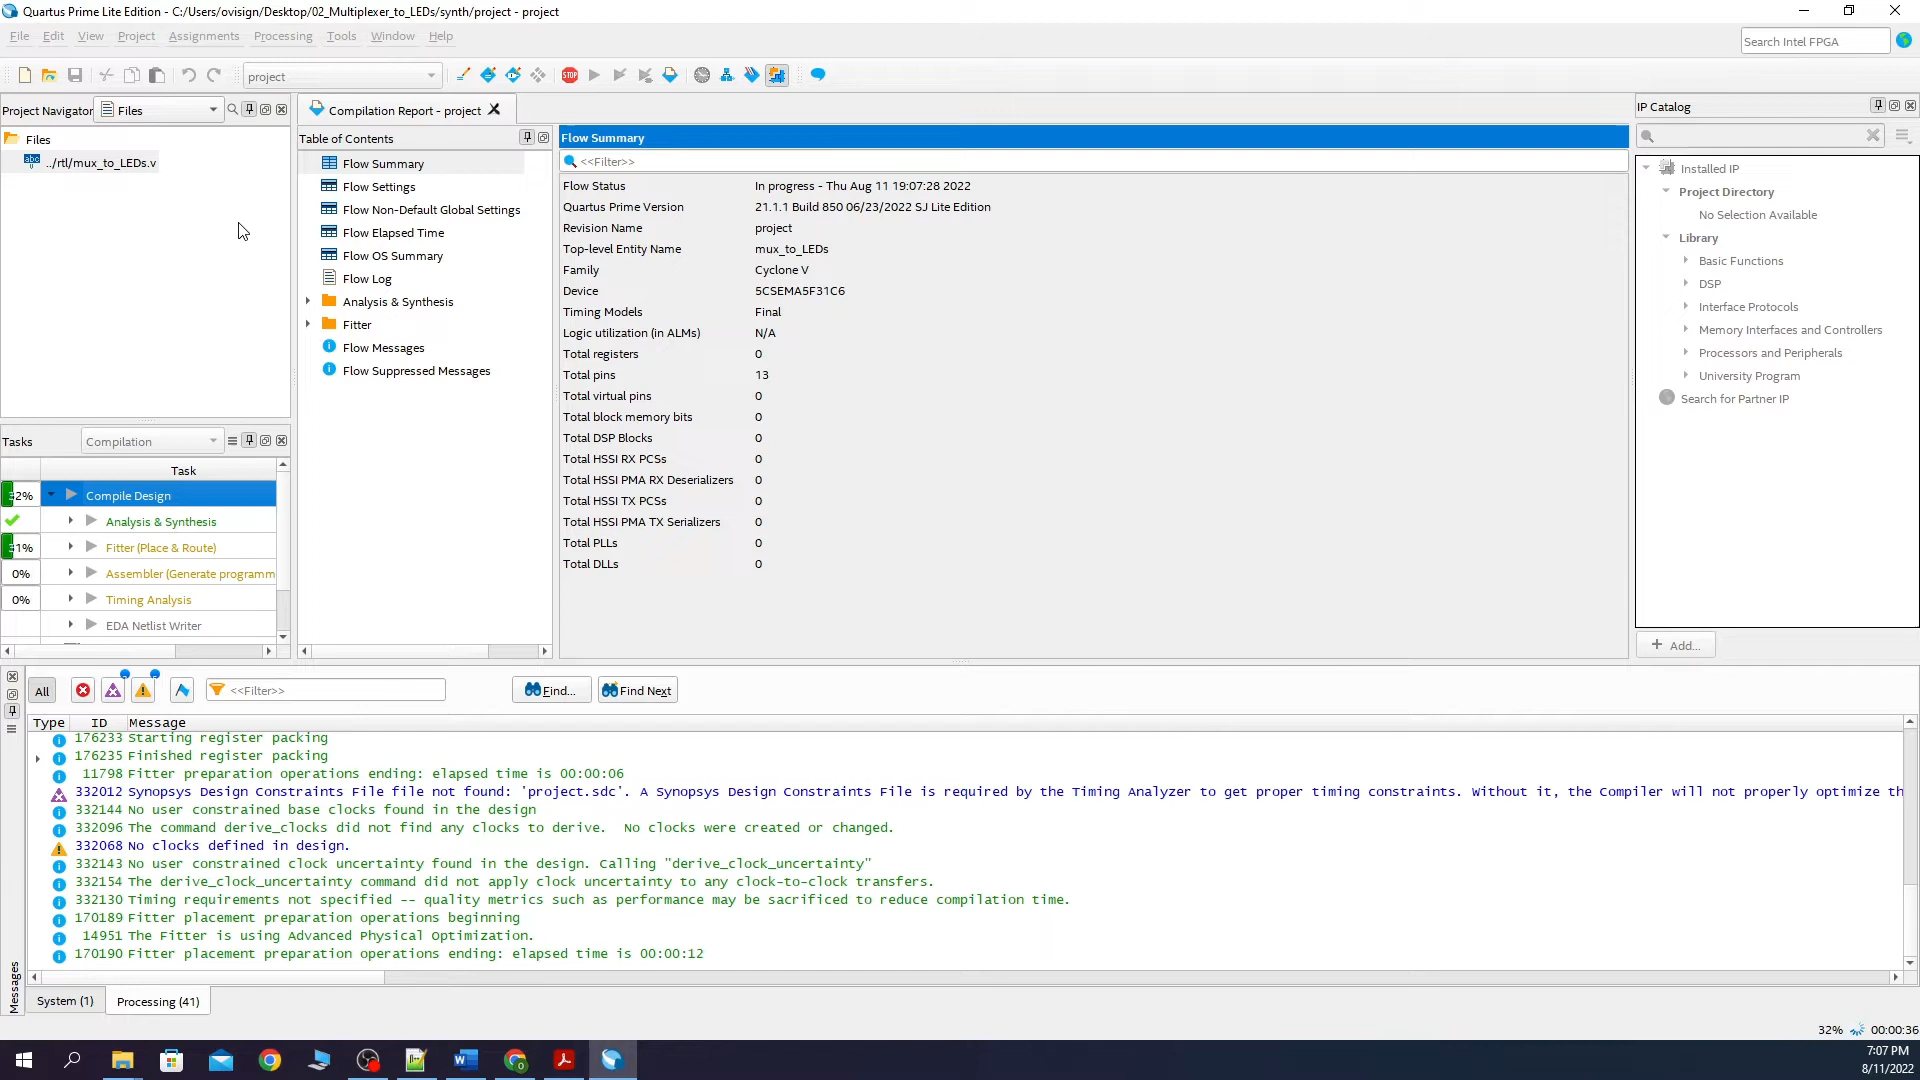 Quartus Prime Lite Edition - C:/Users/ovisign/Desktop/02_Multiplexer_to_LEDs/synth/project - project
File Edit View Project Assignments Processing Tools Window Help
Search Intel FPGA
project
STOP
Project Navigator Files
Files
abc ../rtl/mux_to_LEDs.v
Tasks Compilation
Task
32% Compile Design
Analysis & Synthesis
31% Fitter (Place & Route)
0% Assembler (Generate programm
0% Timing Analysis
EDA Netlist Writer
Compilation Report - project
Table of Contents
Flow Summary
Flow Settings
Flow Non-Default Global Settings
Flow Elapsed Time
Flow OS Summary
Flow Log
Analysis & Synthesis
Fitter
Flow Messages
Flow Suppressed Messages
Flow Summary
<<Filter>>
Flow Status In progress - Thu Aug 11 19:07:28 2022
Quartus Prime Version 21.1.1 Build 850 06/23/2022 SJ Lite Edition
Revision Name project
Top-level Entity Name mux_to_LEDs
Family Cyclone V
Device 5CSEMA5F31C6
Timing Models Final
Logic utilization (in ALMs) N/A
Total registers 0
Total pins 13
Total virtual pins 0
Total block memory bits 0
Total DSP Blocks 0
Total HSSI RX PCSs 0
Total HSSI PMA RX Deserializers 0
Total HSSI TX PCSs 0
Total HSSI PMA TX Serializers 0
Total PLLs 0
Total DLLs 0
IP Catalog
Installed IP
Project Directory
No Selection Available
Library
Basic Functions
DSP
Interface Protocols
Memory Interfaces and Controllers
Processors and Peripherals
University Program
Search for Partner IP
+ Add...
All <<Filter>> Find... Find Next
Type ID Message
176233 Starting register packing
176235 Finished register packing
11798 Fitter preparation operations ending: elapsed time is 00:00:06
332012 Synopsys Design Constraints File file not found: 'project.sdc'. A Synopsys Design Constraints File is required by the Timing Analyzer to get proper timing constraints. Without it, the Compiler will not properly optimize th
332144 No user constrained base clocks found in the design
332096 The command derive_clocks did not find any clocks to derive.  No clocks were created or changed.
332068 No clocks defined in design.
332143 No user constrained clock uncertainty found in the design. Calling "derive_clock_uncertainty"
332154 The derive_clock_uncertainty command did not apply clock uncertainty to any clock-to-clock transfers.
332130 Timing requirements not specified -- quality metrics such as performance may be sacrificed to reduce compilation time.
170189 Fitter placement preparation operations beginning
14951 The Fitter is using Advanced Physical Optimization.
170190 Fitter placement preparation operations ending: elapsed time is 00:00:12
Messages
System (1) Processing (41)
32% 00:00:36
7:07 PM
8/11/2022